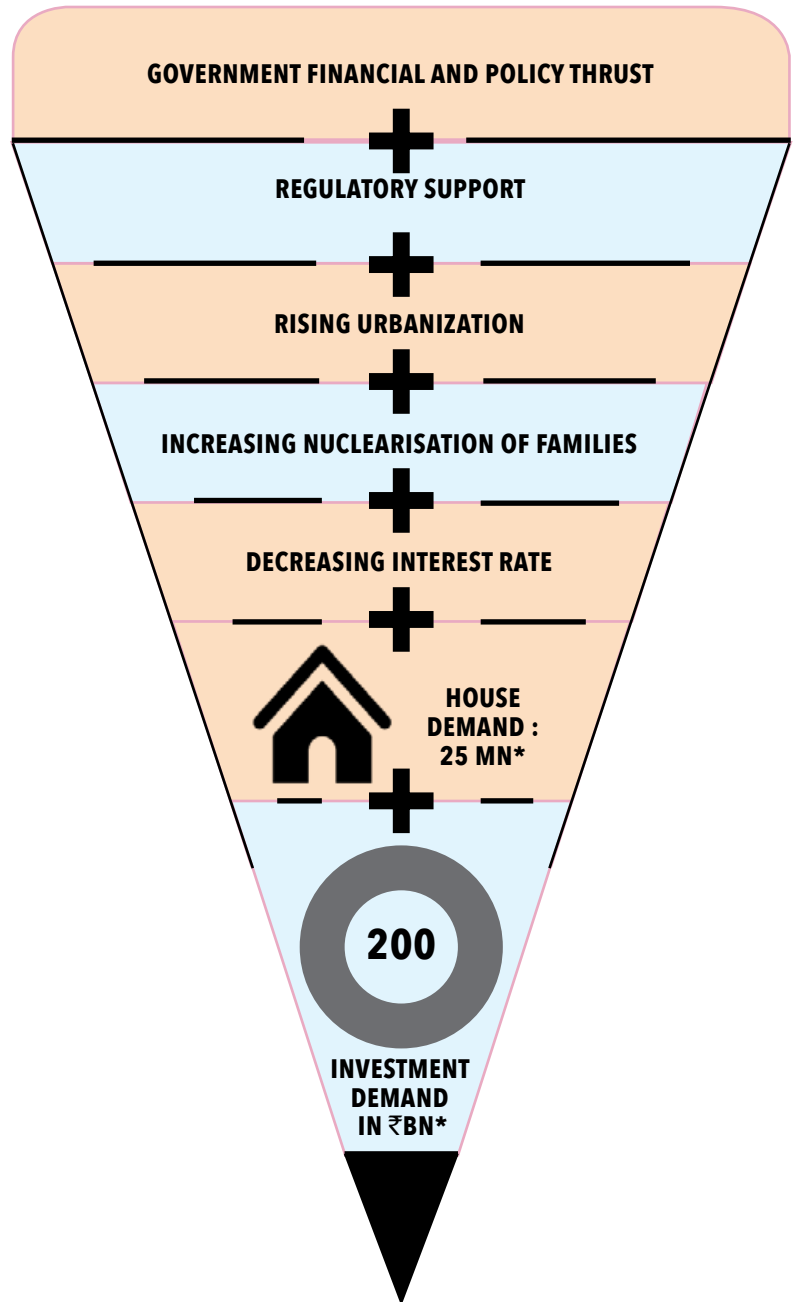 GOVERNMENT FINANCIAL AND POLICY THRUST
REGULATORY SUPPORT
RISING URBANIZATION
INCREASING NUCLEARISATION OF FAMILIES
DECREASING INTEREST RATE
HOUSE
DEMAND :
25 MN*
200
INVESTMENT
DEMAND
IN ₹BN*